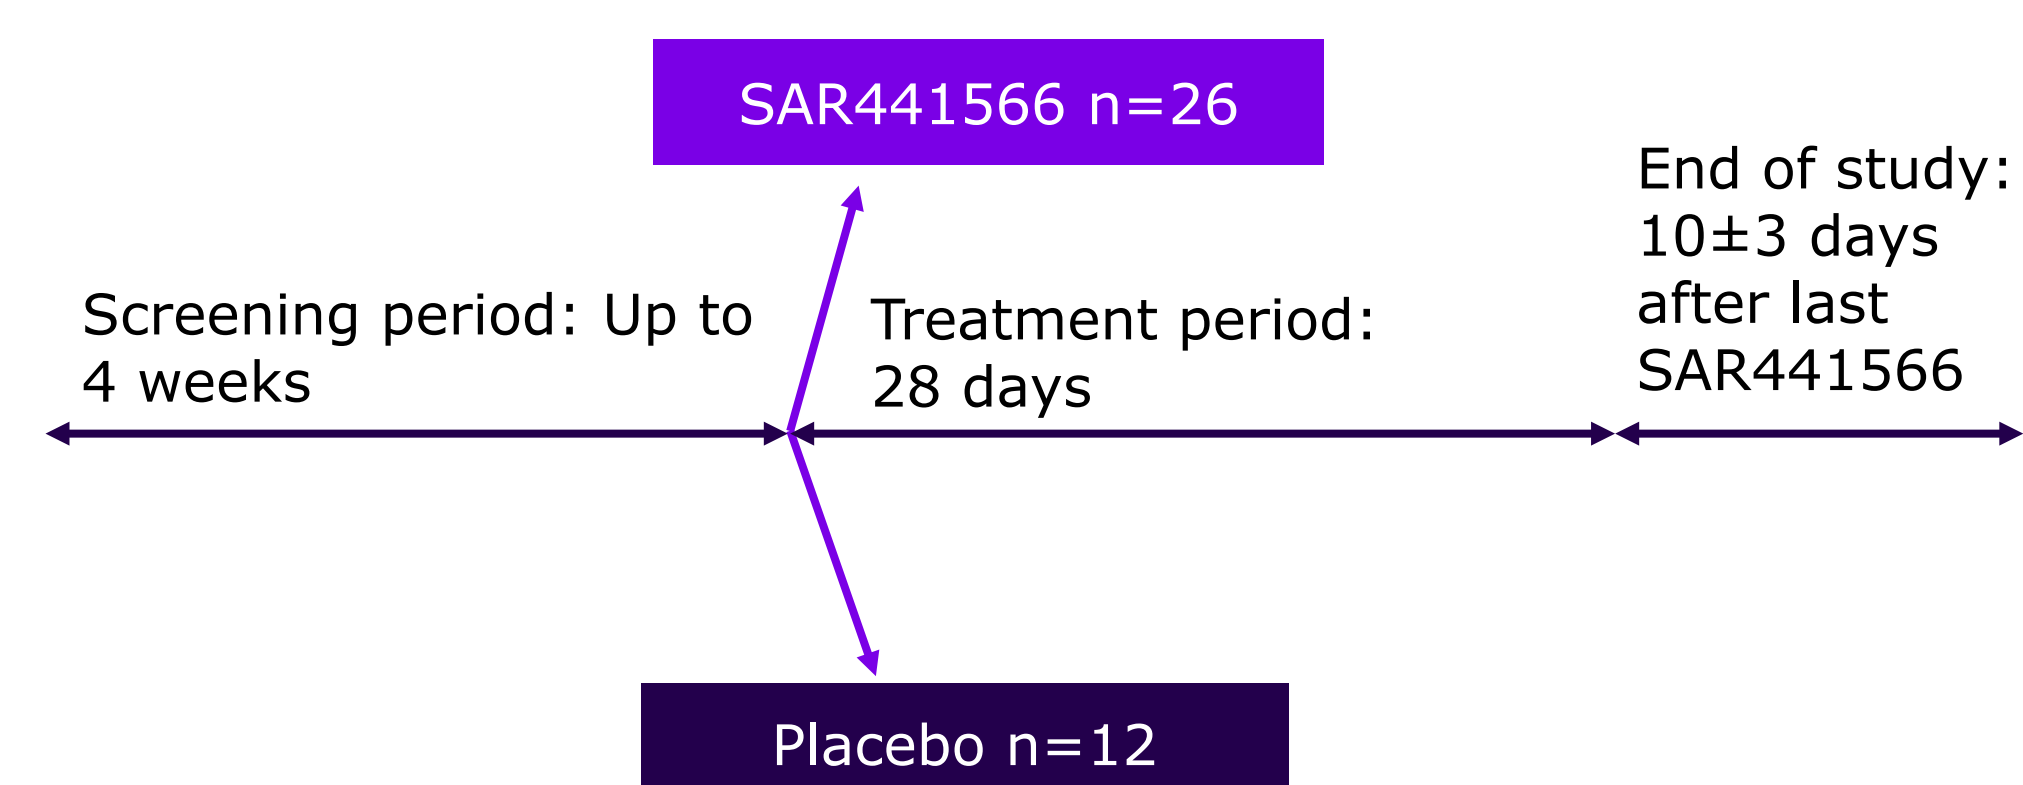 SAR441566 n=26
Screening period: Up to
4 weeks
Treatment period:
28 days
End of study:
10±3 days
after last
SAR441566
Placebo n=12